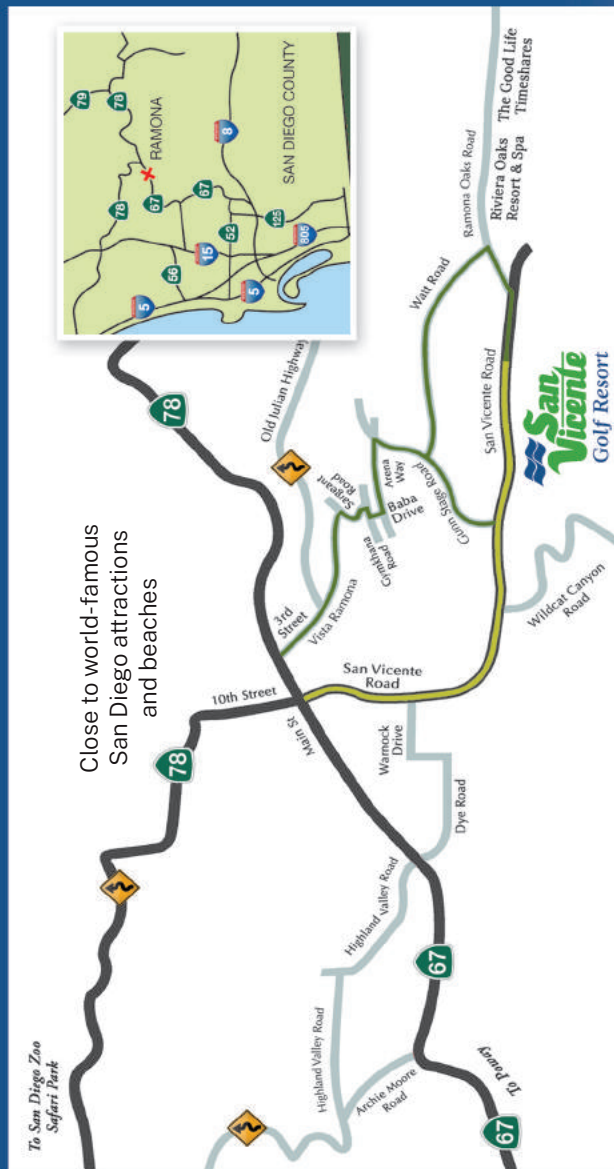 Close to world-famous
San Diego attractions
and beaches
To San Diego Zoo
Safari Park
78
10th Street
Main St
78
3rd
Street
Vista Ramona
Old Julian Highway
Sargeant
Road
Gymkhana
Road
Baba
Drive
Arena
Way
Gunn Stage Road
Watt Road
Ramona Oaks Road
Riviera Oaks
Resort & Spa
The Good Life
Timeshares
San Vicente Road
San Vicente
Golf Resort
San Vicente
Road
Wildcat Canyon
Road
Warnock
Drive
Dye Road
Highland Valley Road
Highland Valley Road
Archie Moore
Road
67
67
To Poway
79
78
78
RAMONA
67
67
5
56
15
52
8
5
805
125
SAN DIEGO COUNTY